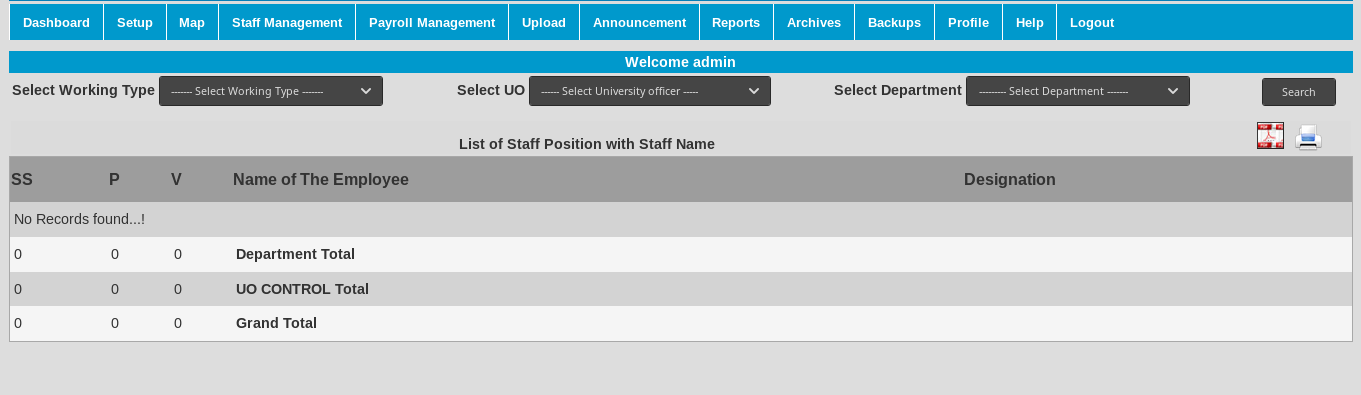 Dashboard Setup Map Staff Management Payroll Management Upload Announcement Reports Archives Backups Profile Help Logout
Welcome admin
Select Working Type ------- Select Working Type ------- Select UO ------ Select University officer ----- Select Department --------- Select Department ------- Search
List of Staff Position with Staff Name
SS P V Name of The Employee Designation
No Records found...!
0 0 0 Department Total
0 0 0 UO CONTROL Total
0 0 0 Grand Total